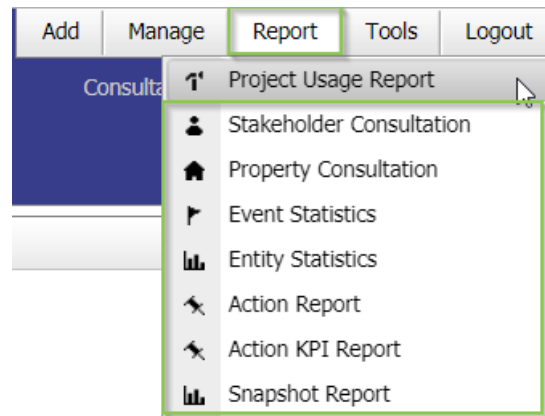 Add Manage Report Tools Logout
Consulta
Project Usage Report
Stakeholder Consultation
Property Consultation
Event Statistics
Entity Statistics
Action Report
Action KPI Report
Snapshot Report